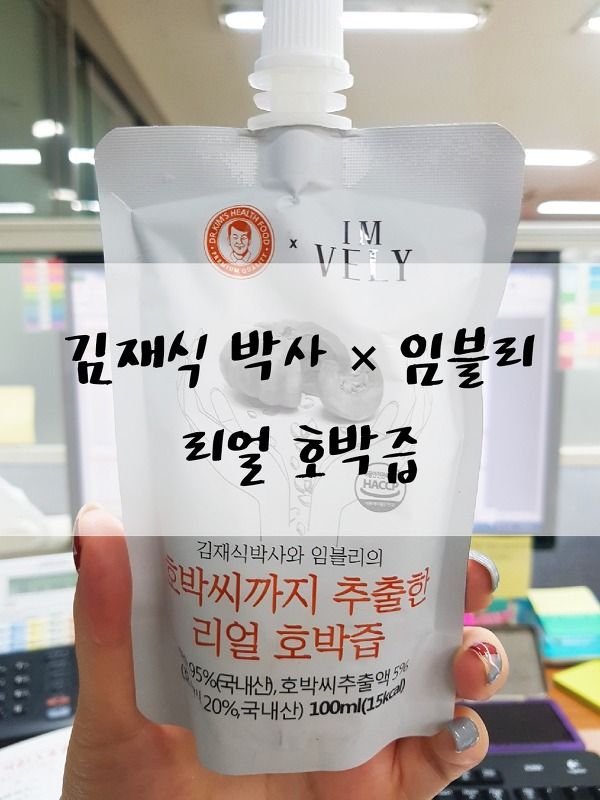 DR.KIM'S HEALTH FOOD
PREMIUM QUALITY
x
IM
VELY
김재식 박사 x 임블리
리얼 호박즙
HACCP
김재식박사와 임블리의
호박씨까지 추출한
리얼 호박즙
95%(국내산), 호박씨추출액 5%
20%,국내산) 100ml(15kcal)